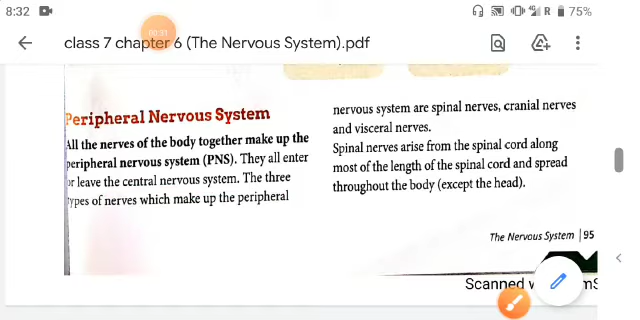 8:32
R
75%
00:31
class 7 chapter 6 (The Nervous System).pdf
Peripheral Nervous System
All the nerves of the body together make up the
peripheral nervous system (PNS). They all enter
or leave the central nervous system. The three
types of nerves which make up the peripheral
nervous system are spinal nerves, cranial nerves
and visceral nerves.
Spinal nerves arise from the spinal cord along
most of the length of the spinal cord and spread
throughout the body (except the head).
The Nervous System | 95
Scanned